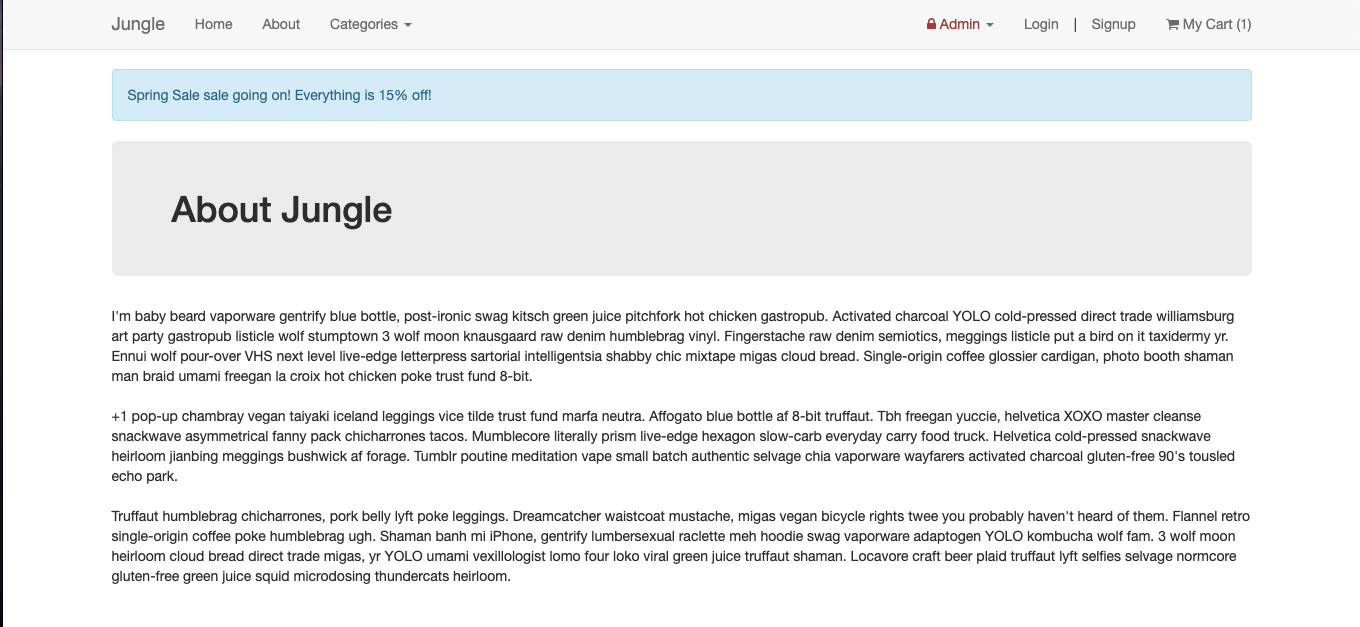 Jungle Home About Categories Admin Login | Signup My Cart (1)
Spring Sale sale going on! Everything is 15% off!
About Jungle
I'm baby beard vaporware gentrify blue bottle, post-ironic swag kitsch green juice pitchfork hot chicken gastropub. Activated charcoal YOLO cold-pressed direct trade williamsburg
art party gastropub listicle wolf stumptown 3 wolf moon knausgaard raw denim humblebrag vinyl. Fingerstache raw denim semiotics, meggings listicle put a bird on it taxidermy yr.
Ennui wolf pour-over VHS next level live-edge letterpress sartorial intelligentsia shabby chic mixtape migas cloud bread. Single-origin coffee glossier cardigan, photo booth shaman
man braid umami freegan la croix hot chicken poke trust fund 8-bit.
+1 pop-up chambray vegan taiyaki iceland leggings vice tilde trust fund marfa neutra. Affogato blue bottle af 8-bit truffaut. Tbh freegan yuccie, helvetica XOXO master cleanse
snackwave asymmetrical fanny pack chicharrones tacos. Mumblecore literally prism live-edge hexagon slow-carb everyday carry food truck. Helvetica cold-pressed snackwave
heirloom jianbing meggings bushwick af forage. Tumblr poutine meditation vape small batch authentic selvage chia vaporware wayfarers activated charcoal gluten-free 90's tousled
echo park.
Truffaut humblebrag chicharrones, pork belly lyft poke leggings. Dreamcatcher waistcoat mustache, migas vegan bicycle rights twee you probably haven't heard of them. Flannel retro
single-origin coffee poke humblebrag ugh. Shaman banh mi iPhone, gentrify lumbersexual raclette meh hoodie swag vaporware adaptogen YOLO kombucha wolf fam. 3 wolf moon
heirloom cloud bread direct trade migas, yr YOLO umami vexillologist lomo four loko viral green juice truffaut shaman. Locavore craft beer plaid truffaut lyft selfies selvage normcore
gluten-free green juice squid microdosing thundercats heirloom.